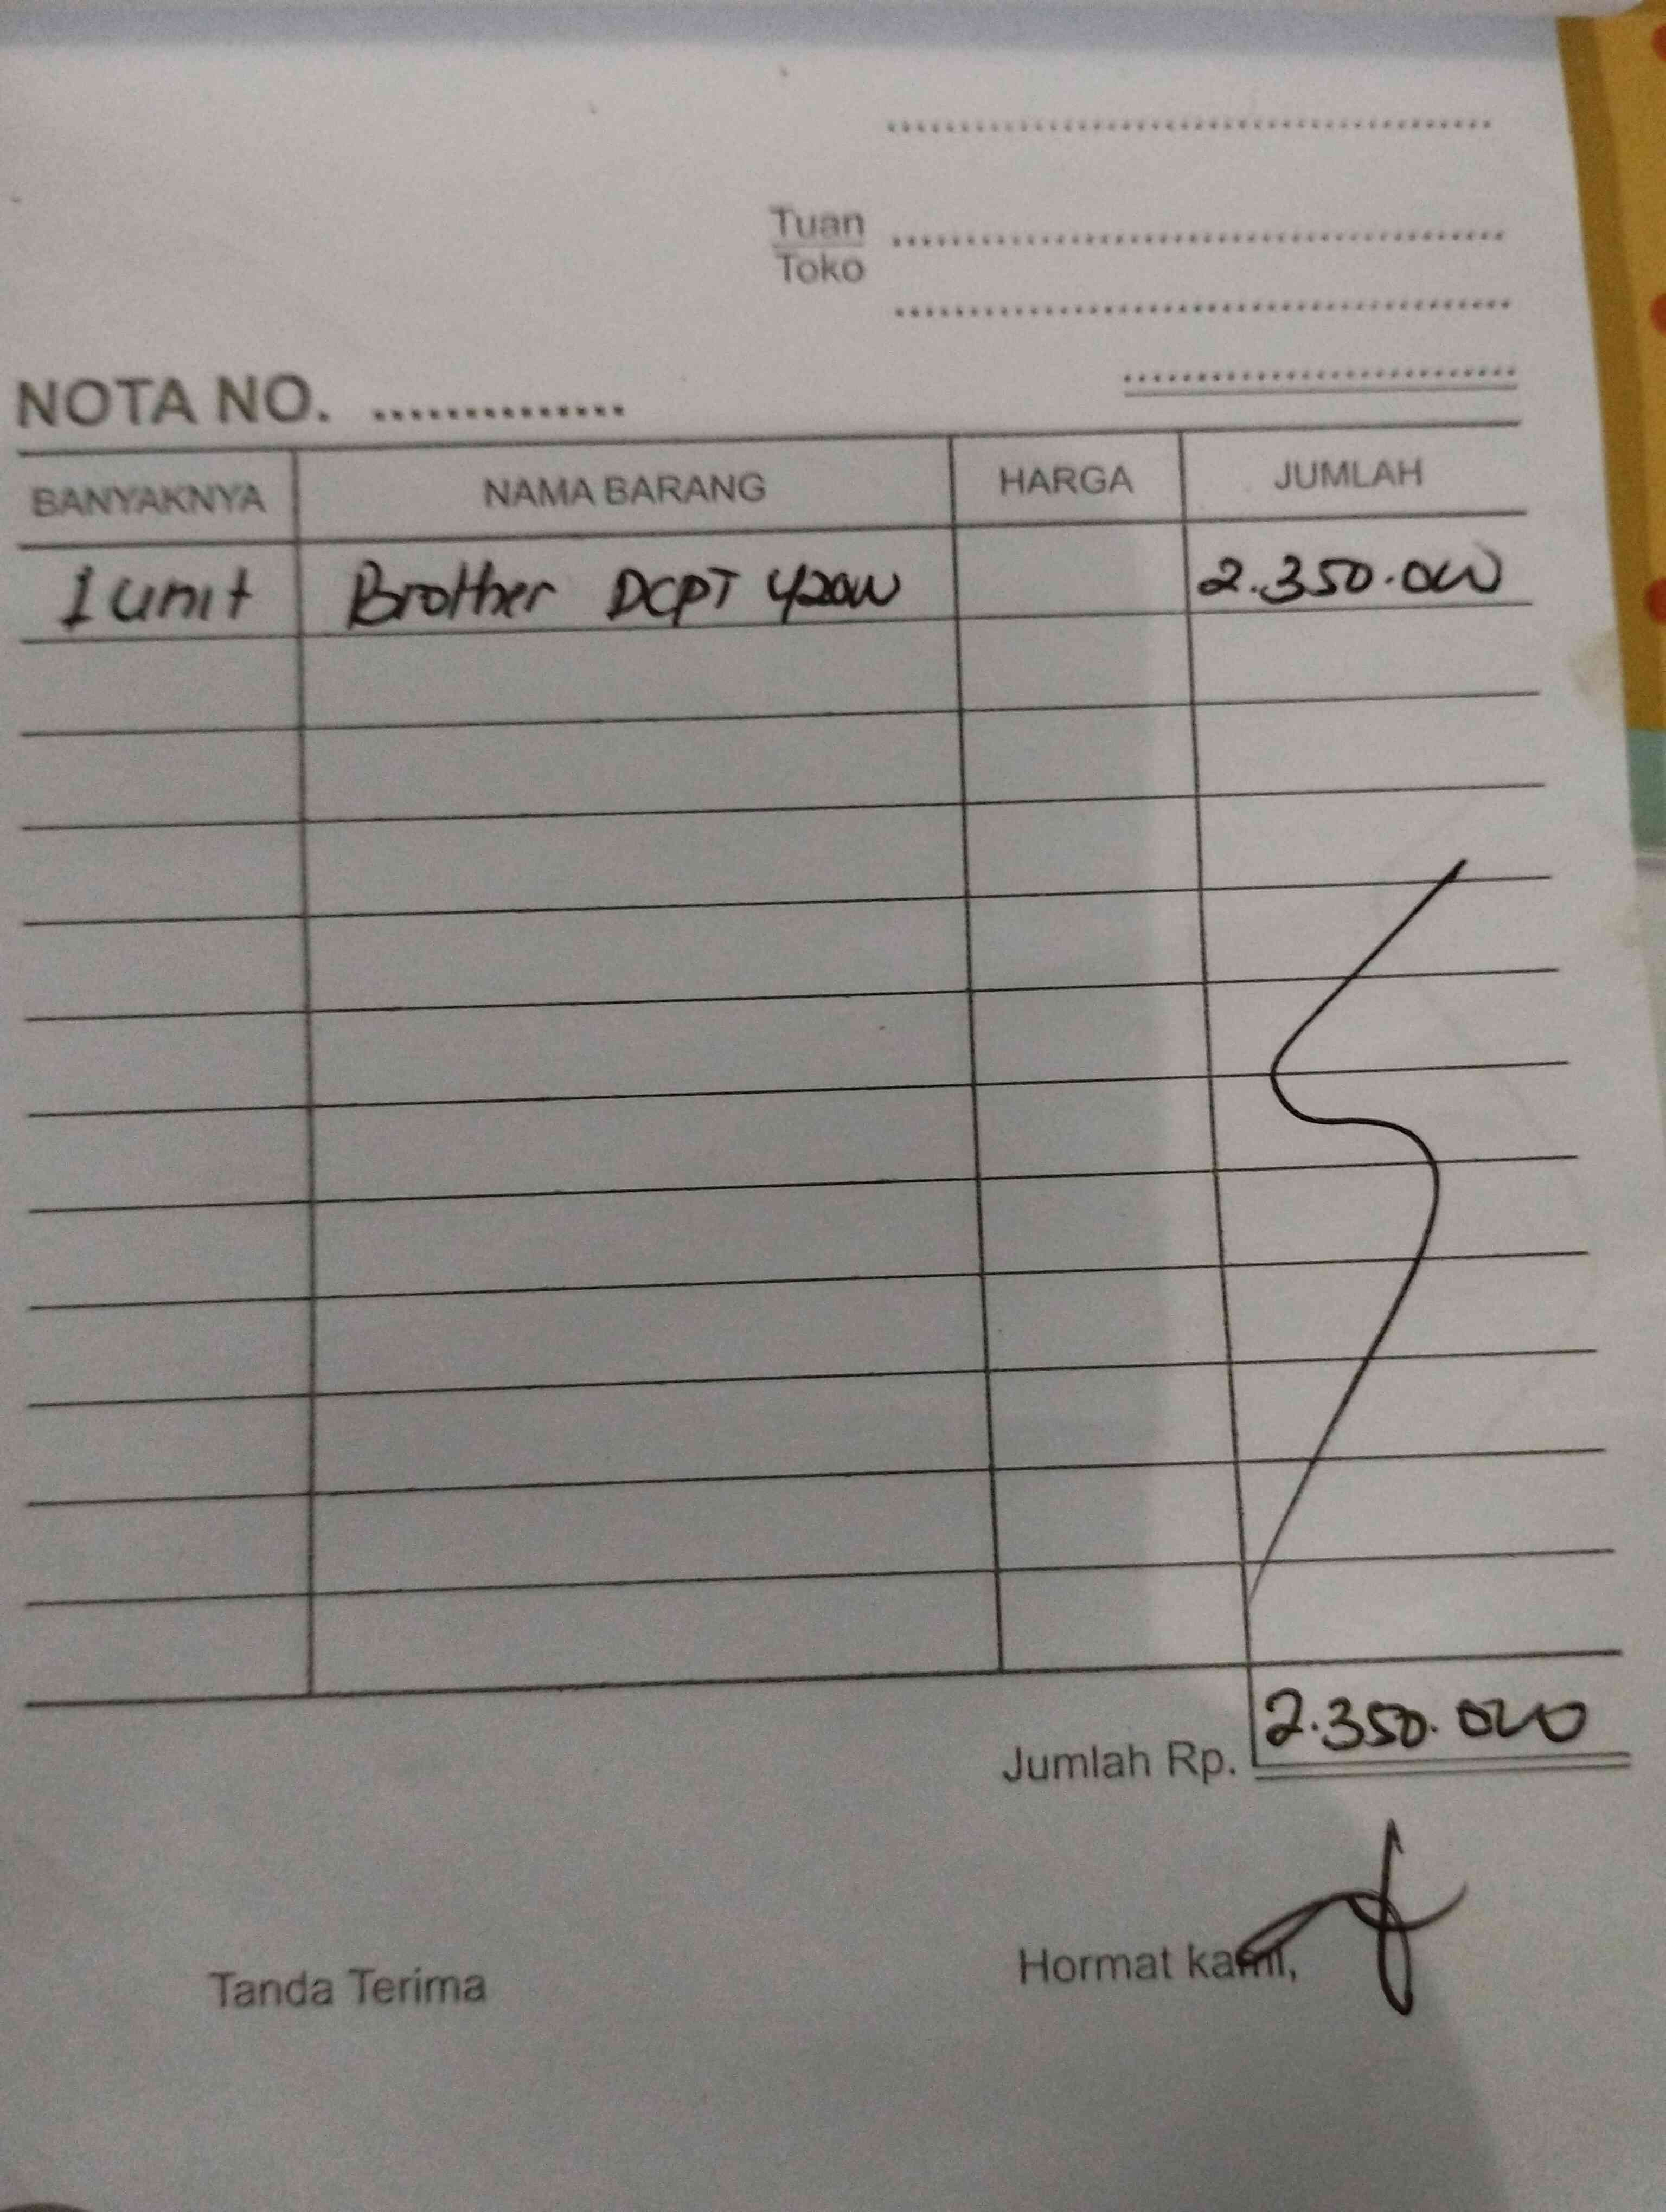 Tuan
Toko
NOTA NO. ..............
BANYAKNYA NAMA BARANG HARGA JUMLAH
1 unit Brother DCPT 420W 2.350.000
Jumlah Rp. 2.350.000
Tanda Terima Hormat kami,